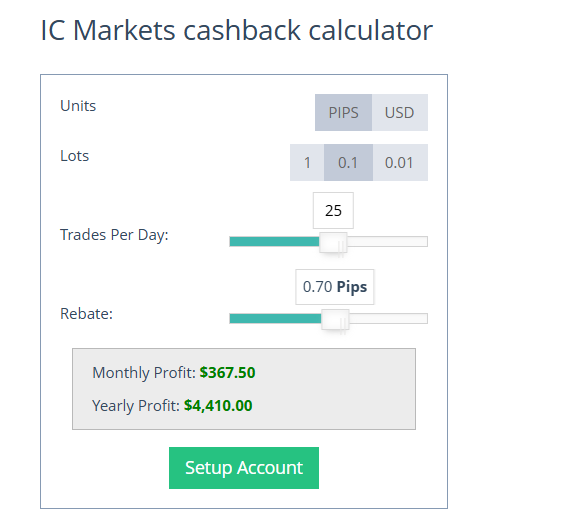 IC Markets cashback calculator
Units
PIPS USD
Lots
1 0.1 0.01
25
Trades Per Day:
0.70 Pips
Rebate:
Monthly Profit: $367.50
Yearly Profit: $4,410.00
Setup Account